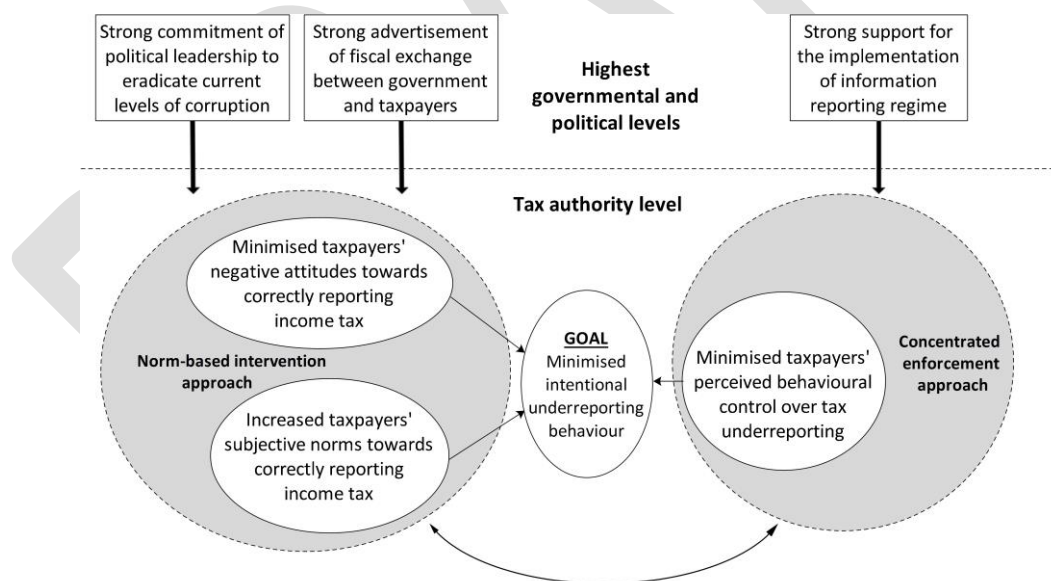 Strong commitment of
political leadership to
eradicate current
levels of corruption
Strong advertisement
of fiscal exchange
between government
and taxpayers
Highest
governmental and
political levels
Strong support for
the implementation
of information
reporting regime
Tax authority level
Minimised taxpayers'
negative attitudes towards
correctly reporting
income tax
Norm-based intervention
approach
Increased taxpayers'
subjective norms towards
correctly reporting
income tax
GOAL
Minimised
intentional
underreporting
behaviour
Minimised taxpayers'
perceived behavioural
control over tax
underreporting
Concentrated
enforcement
approach